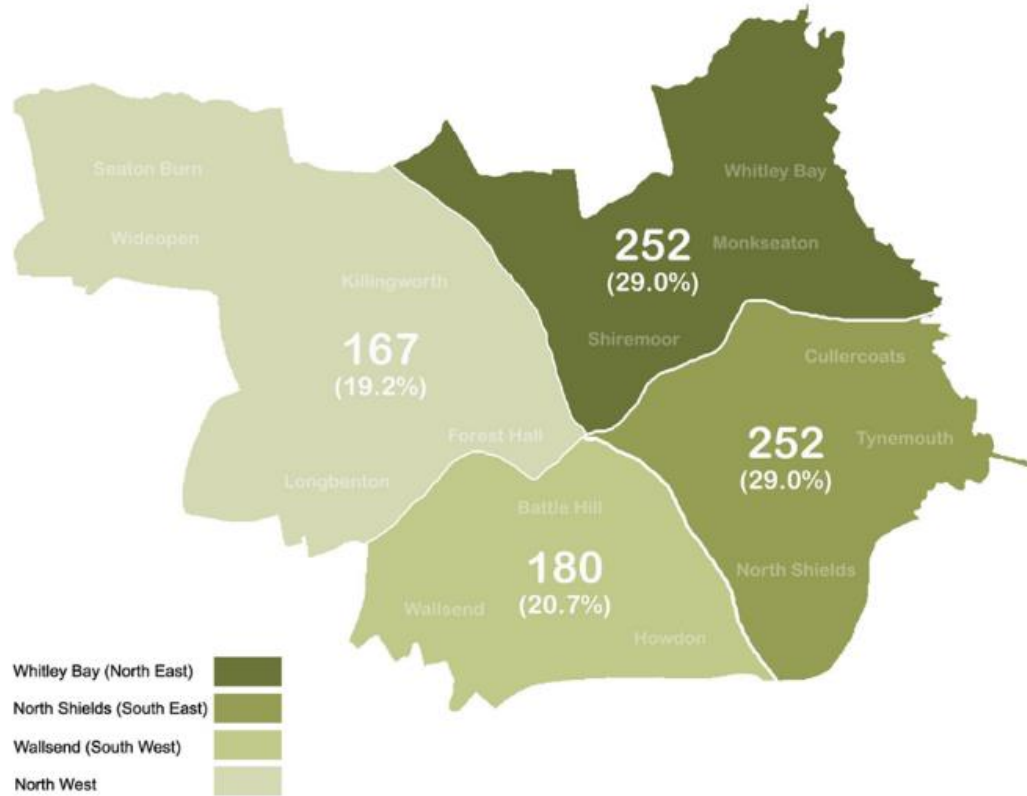 Seaton Burn
Whitley Bay
Wideopen
252
Monkseaton
(29.0%)
Killingworth
167
Shiremoor
Cullercoats
(19.2%)
Forest Hall
252
Tynemouth
(29.0%)
Longbenton
Battle Hill
180
North Shields
(20.7%)
Wallsend
Howdon
Whitley Bay (North East)
North Shields (South East)
Wallsend (South West)
North West